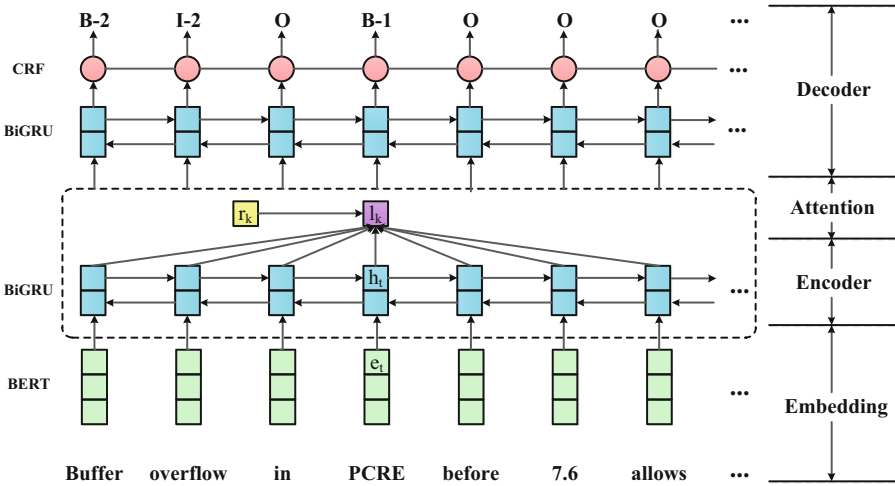 B-2 I-2 O B-1 O O O ...
CRF ... Decoder
BiGRU ...
r_k l_k Attention
BiGRU h_t ... Encoder
BERT e_t ... Embedding
Buffer overflow in PCRE before 7.6 allows ...